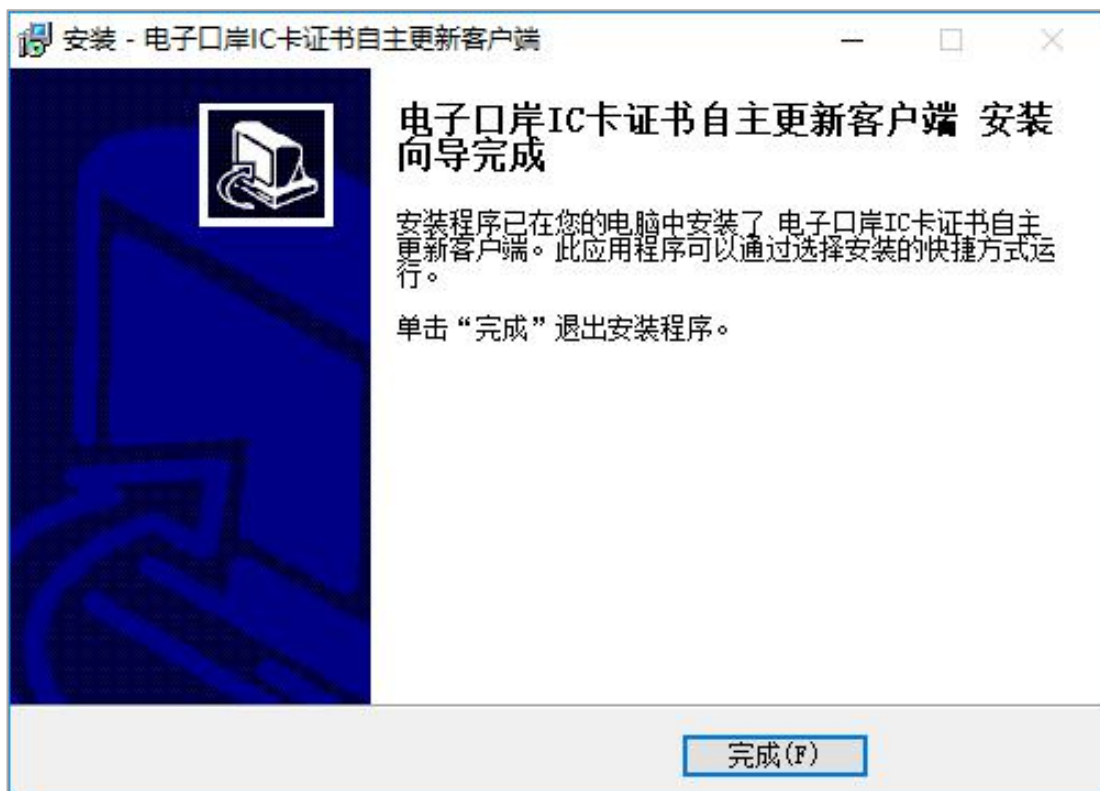 安装 - 电子口岸IC卡证书自主更新客户端
电子口岸IC卡证书自主更新客户端 安装
向导完成
安装程序已在您的电脑中安装了 电子口岸IC卡证书自主
更新客户端。此应用程序可以通过选择安装的快捷方式运
行。
单击“完成”退出安装程序。
完成(F)